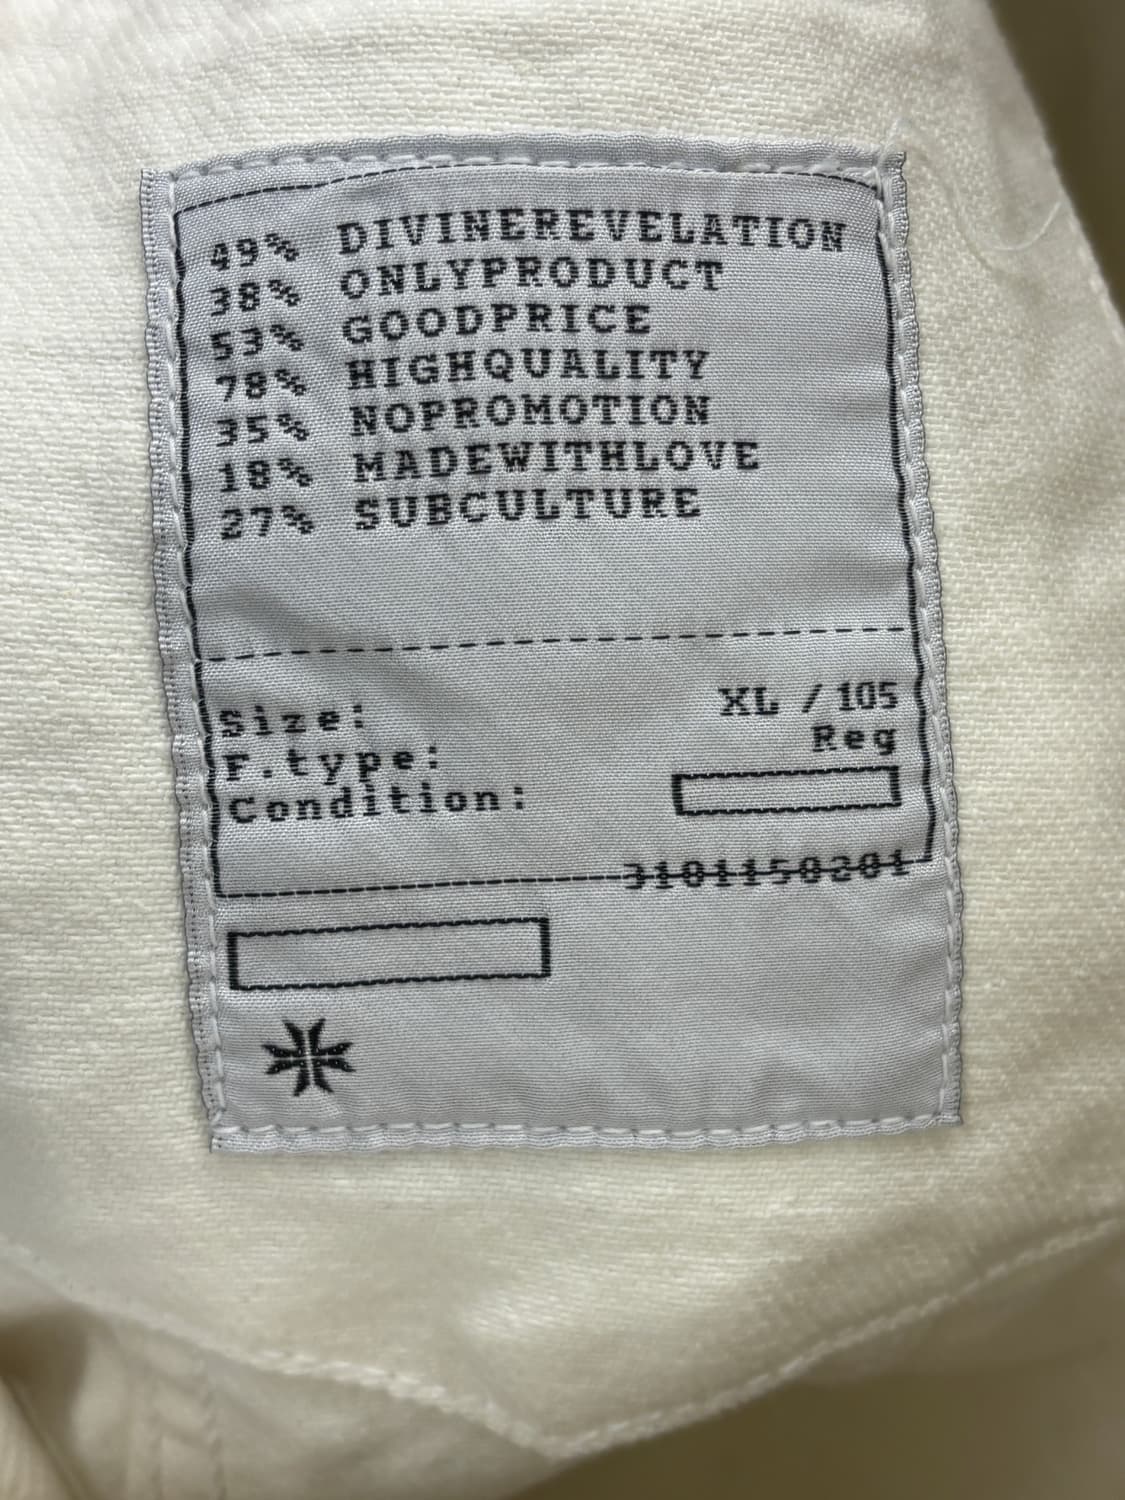 49% DIVINEREVELATION
38% ONLYPRODUCT
53% GOODPRICE
78% HIGHQUALITY
35% NOPROMOTION
18% MADEWITHLOVE
27% SUBCULTURE
Size: XL / 105
F.type: Reg
Condition:
3101150201